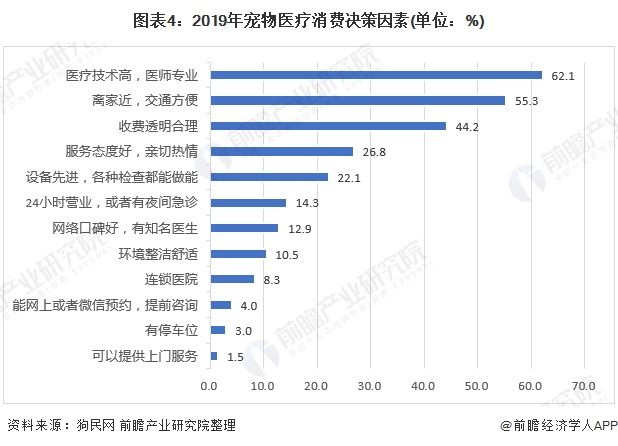 图表4：2019年宠物医疗消费决策因素(单位：%)
医疗技术高，医师专业 62.1
离家近，交通方便 55.3
收费透明合理 44.2
服务态度好，亲切热情 26.8
设备先进，各种检查都能做能 22.1
24小时营业，或者有夜间急诊 14.3
网络口碑好，有知名医生 12.9
环境整洁舒适 10.5
连锁医院 8.3
能网上或者微信预约，提前咨询 4.0
有停车位 3.0
可以提供上门服务 1.5
0.0 10.0 20.0 30.0 40.0 50.0 60.0 70.0
前瞻产业研究院
资料来源：狗民网 前瞻产业研究院整理
@前瞻经济学人APP